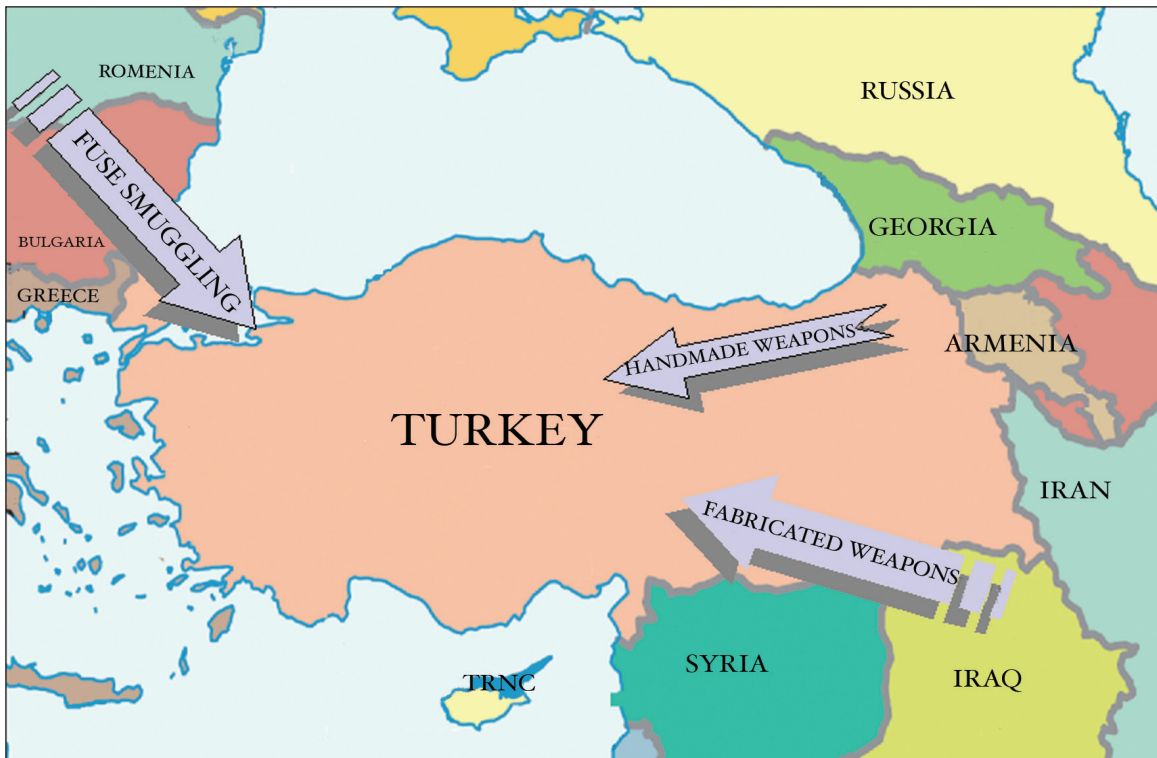 ROMENIA
RUSSIA
FUSE SMUGGLING
BULGARIA
GEORGIA
GREECE
ARMENIA
HANDMADE WEAPONS
TURKEY
IRAN
FABRICATED WEAPONS
SYRIA
TRNC
IRAQ